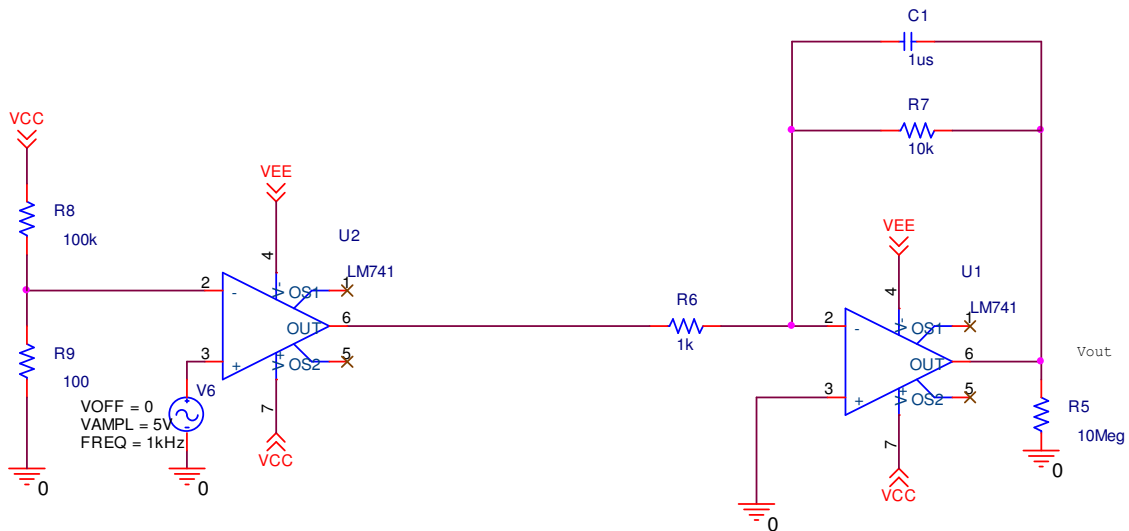 C1
1us
R7
10k
VCC
VEE
R8
100k
U2
LM741
4
V-
OS1
1
2
-
OUT
6
3
+
V+
OS2
5
7
VCC
R9
100
V6
VOFF = 0
VAMPL = 5V
FREQ = 1kHz
0
0
R6
1k
VEE
U1
LM741
4
V-
OS1
1
2
-
OUT
6
3
+
V+
OS2
5
7
VCC
Vout
R5
10Meg
0
0